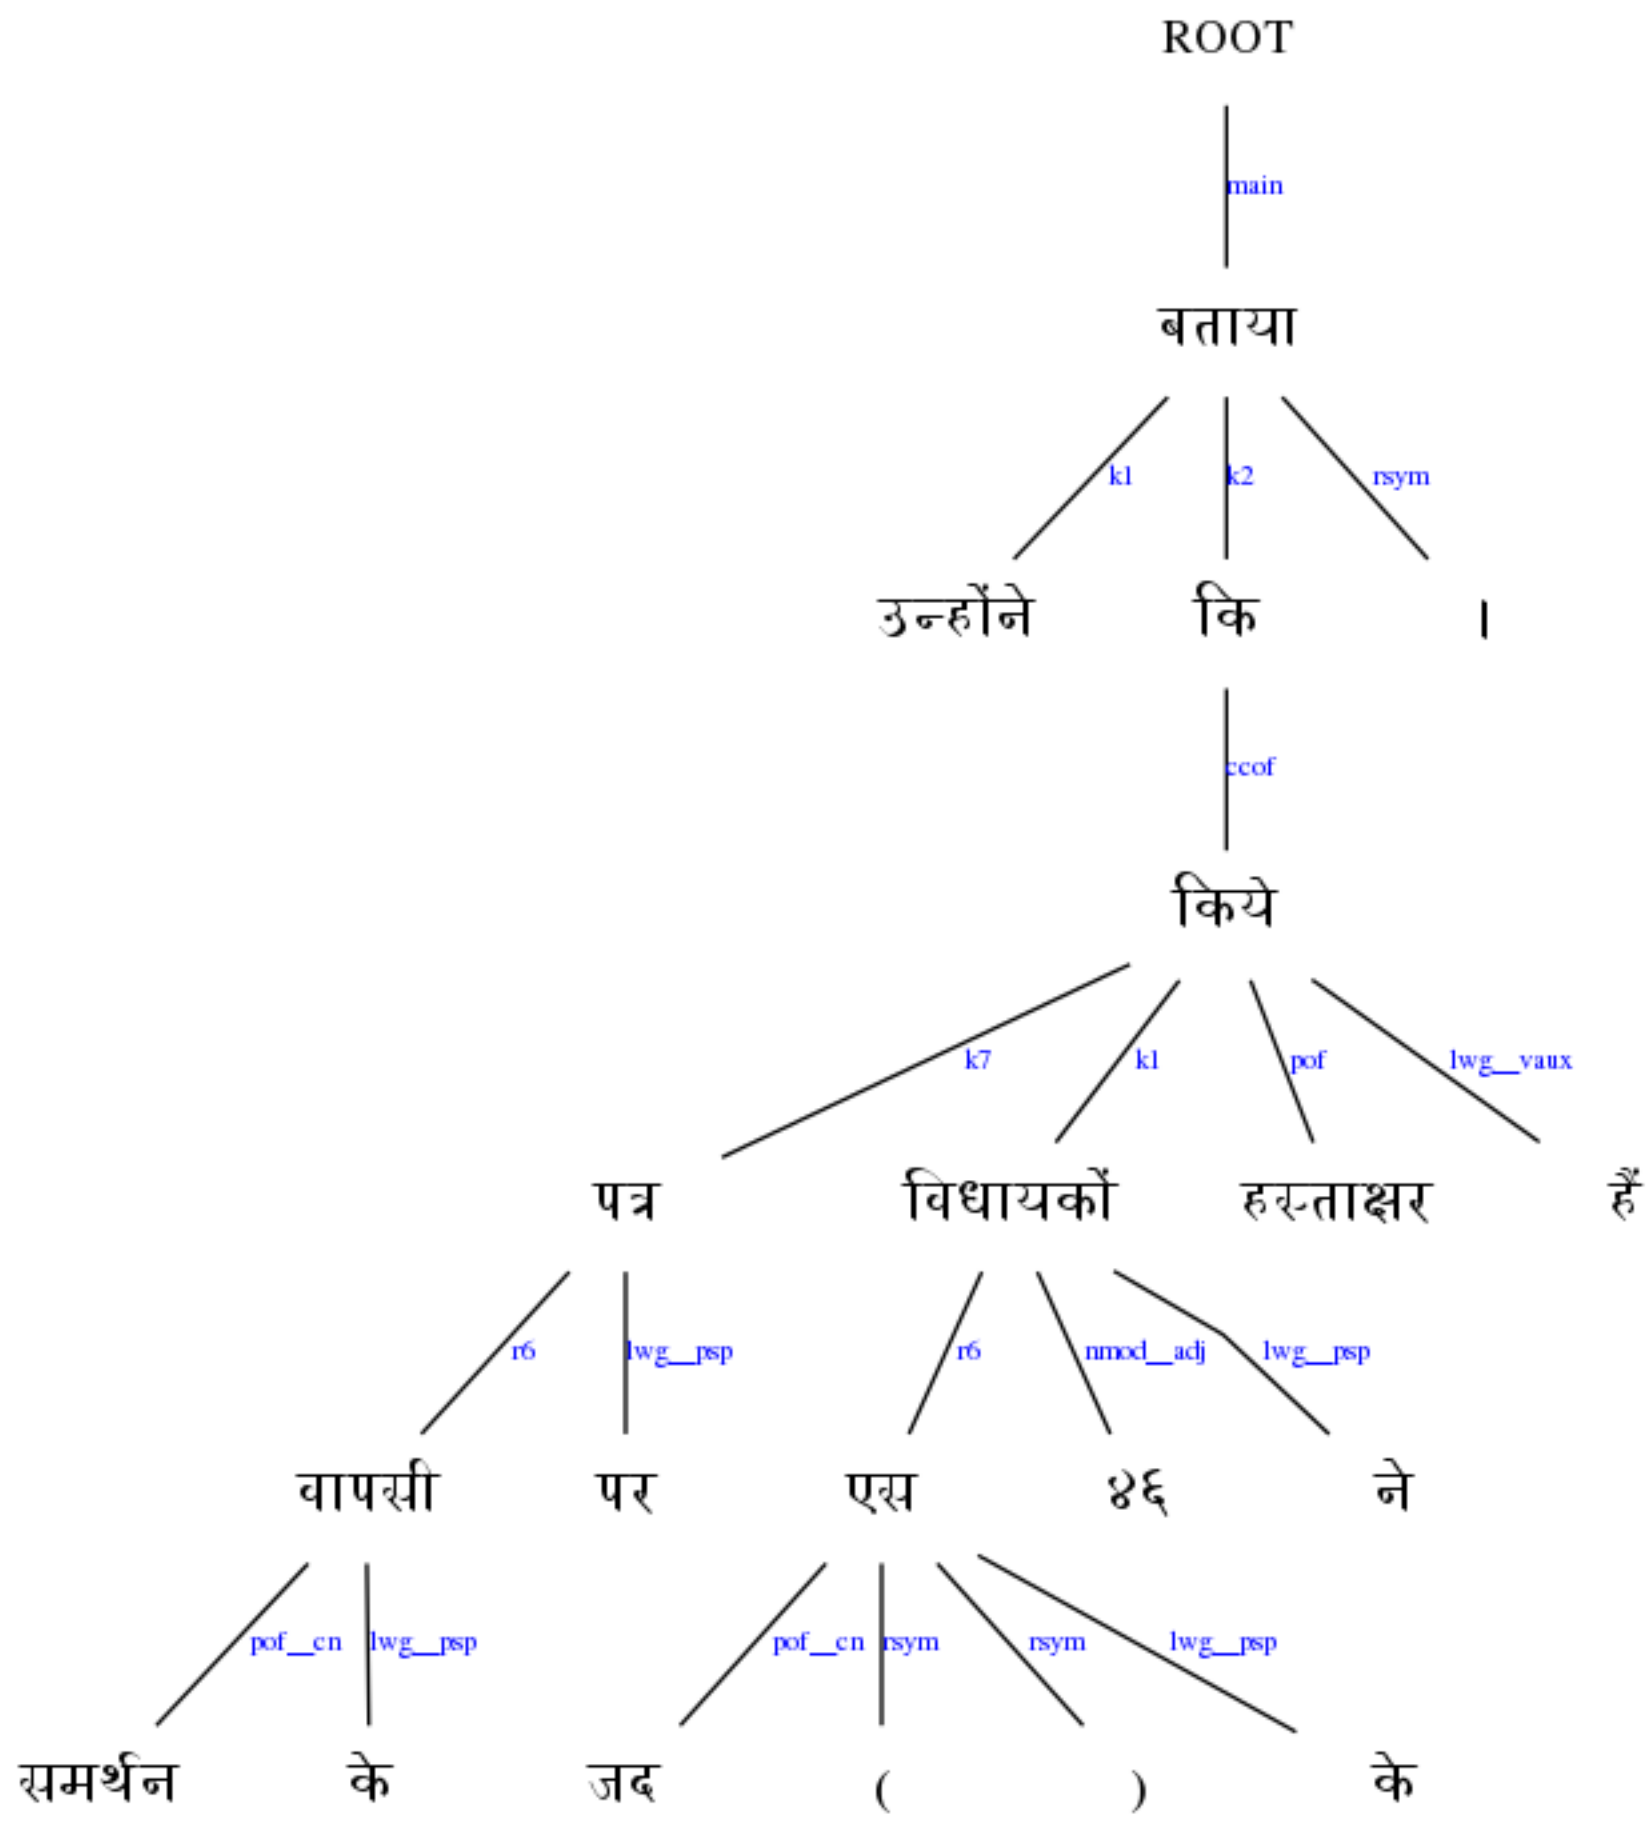 ROOT
main
बताया
k1 k2 rsym
उन्होंने कि ।
ccof
किये
k7 k1 pof lwg__vaux
पत्र विधायकों हस्ताक्षर हैं
r6 lwg__psp r6 nmod__adj lwg__psp
वापसी पर एस ४६ ने
pof__cn lwg__psp pof__cn rsym rsym lwg__psp
समर्थन के जद ( ) के